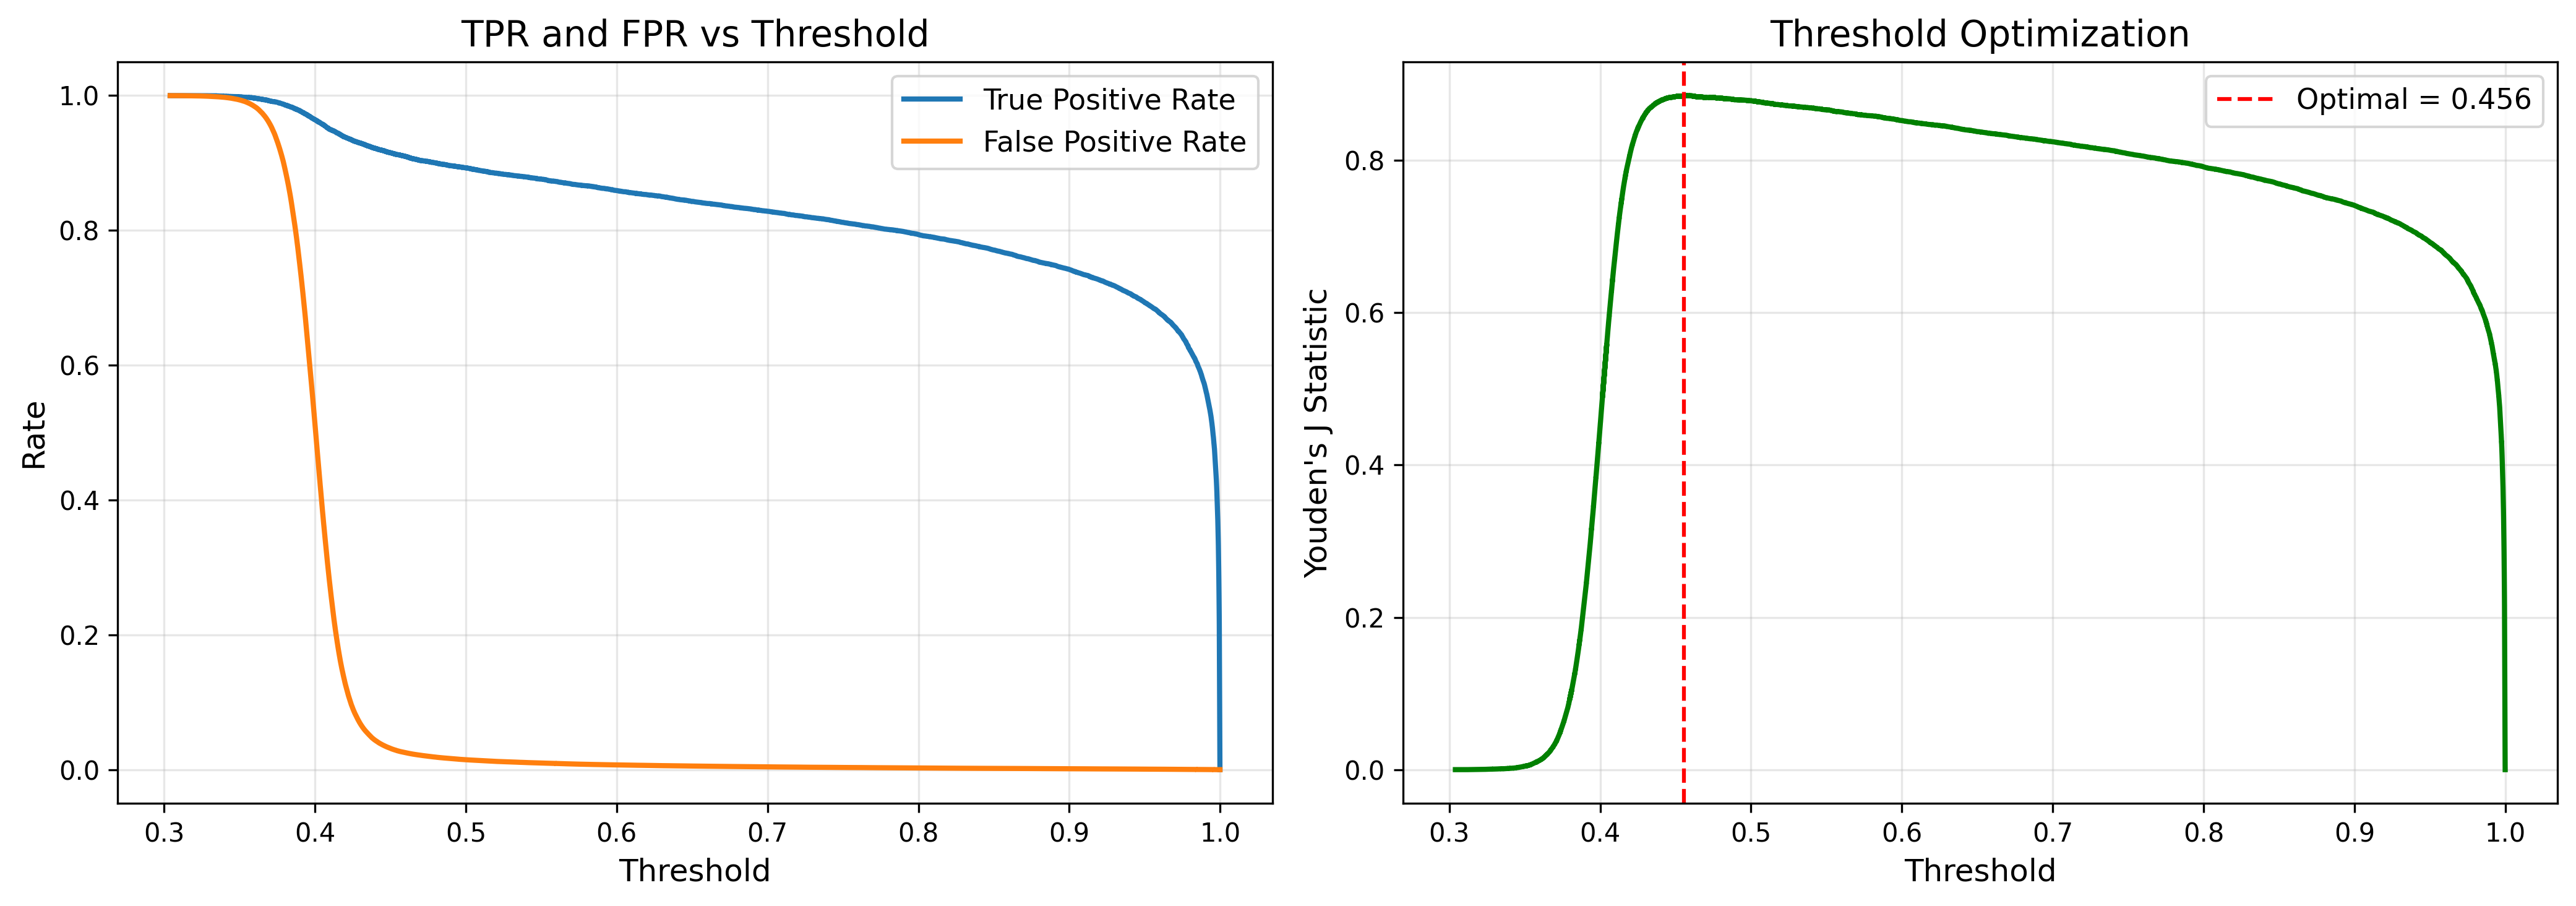 TPR and FPR vs Threshold
True Positive Rate
False Positive Rate
Rate
1.0
0.8
0.6
0.4
0.2
0.0
0.3 0.4 0.5 0.6 0.7 0.8 0.9 1.0
Threshold
Threshold Optimization
Optimal = 0.456
Youden's J Statistic
0.8
0.6
0.4
0.2
0.0
0.3 0.4 0.5 0.6 0.7 0.8 0.9 1.0
Threshold